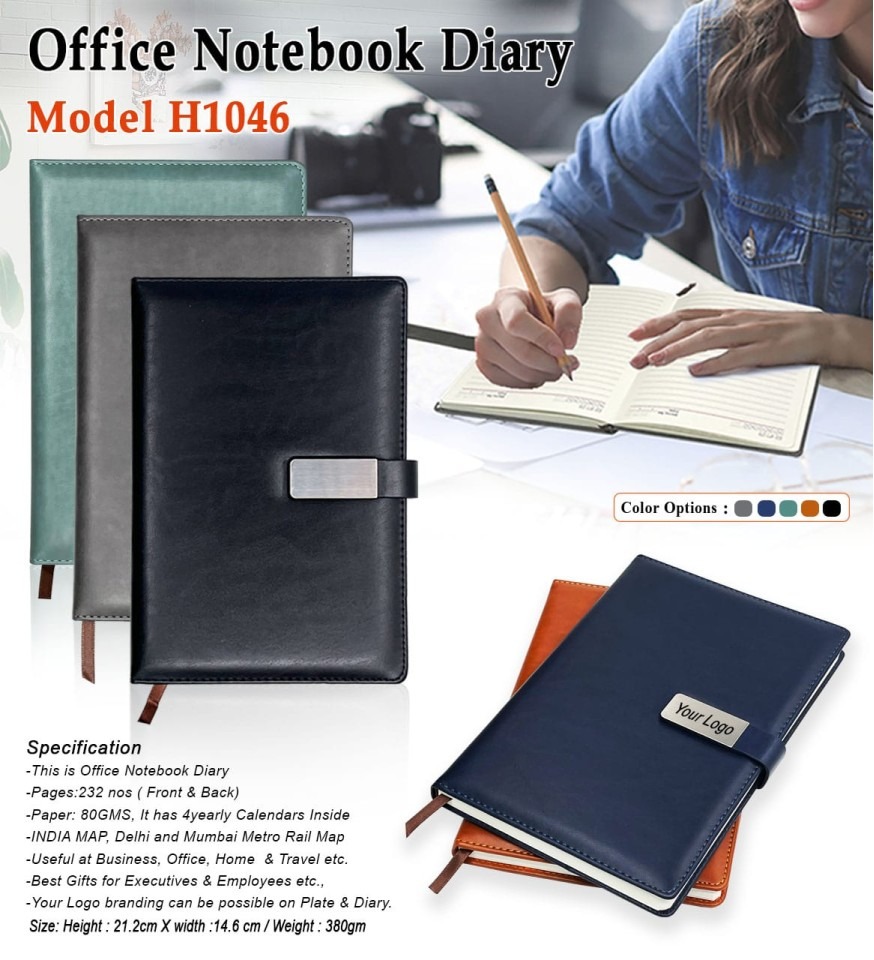 Office Notebook Diary
Model H1046
Color Options :
Your Logo
Specification
-This is Office Notebook Diary
-Pages:232 nos ( Front & Back)
-Paper: 80GMS, It has 4yearly Calendars Inside
-INDIA MAP, Delhi and Mumbai Metro Rail Map
-Useful at Business, Office, Home & Travel etc.
-Best Gifts for Executives & Employees etc.,
-Your Logo branding can be possible on Plate & Diary.
Size: Height : 21.2cm X width :14.6 cm / Weight : 380gm